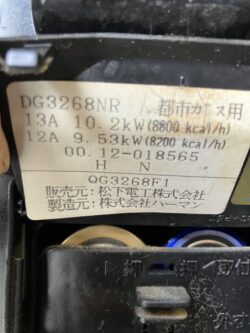 DG3268NR 都市ガス用
13A 10.2kW(8800 kcal/h)
12A 9.53kW(8200 kcal/h)
00.12-018565
H N
QG3268F1
販売元:松下電工株式会社
製造元:株式会社ハーマン